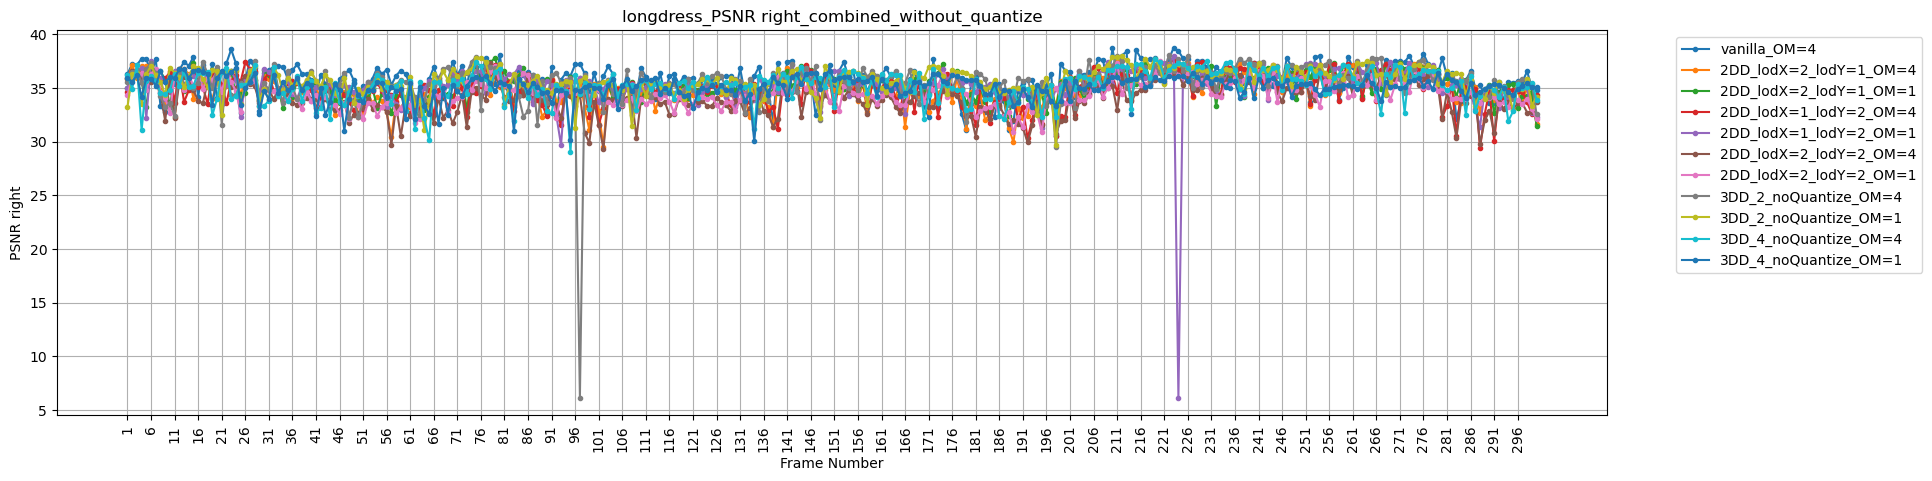 longdress_PSNR right_combined_without_quantize
40
35
30
25
20
15
10
5
PSNR right
1 6 11 16 21 26 31 36 41 46 51 56 61 66 71 76 81 86 91 96 101 106 111 116 121 126 131 136 141 146 151 156 161 166 171 176 181 186 191 196 201 206 211 216 221 226 231 236 241 246 251 256 261 266 271 276 281 286 291 296
Frame Number
vanilla_OM=4
2DD_lodX=2_lodY=1_OM=4
2DD_lodX=2_lodY=1_OM=1
2DD_lodX=1_lodY=2_OM=4
2DD_lodX=1_lodY=2_OM=1
2DD_lodX=2_lodY=2_OM=4
2DD_lodX=2_lodY=2_OM=1
3DD_2_noQuantize_OM=4
3DD_2_noQuantize_OM=1
3DD_4_noQuantize_OM=4
3DD_4_noQuantize_OM=1